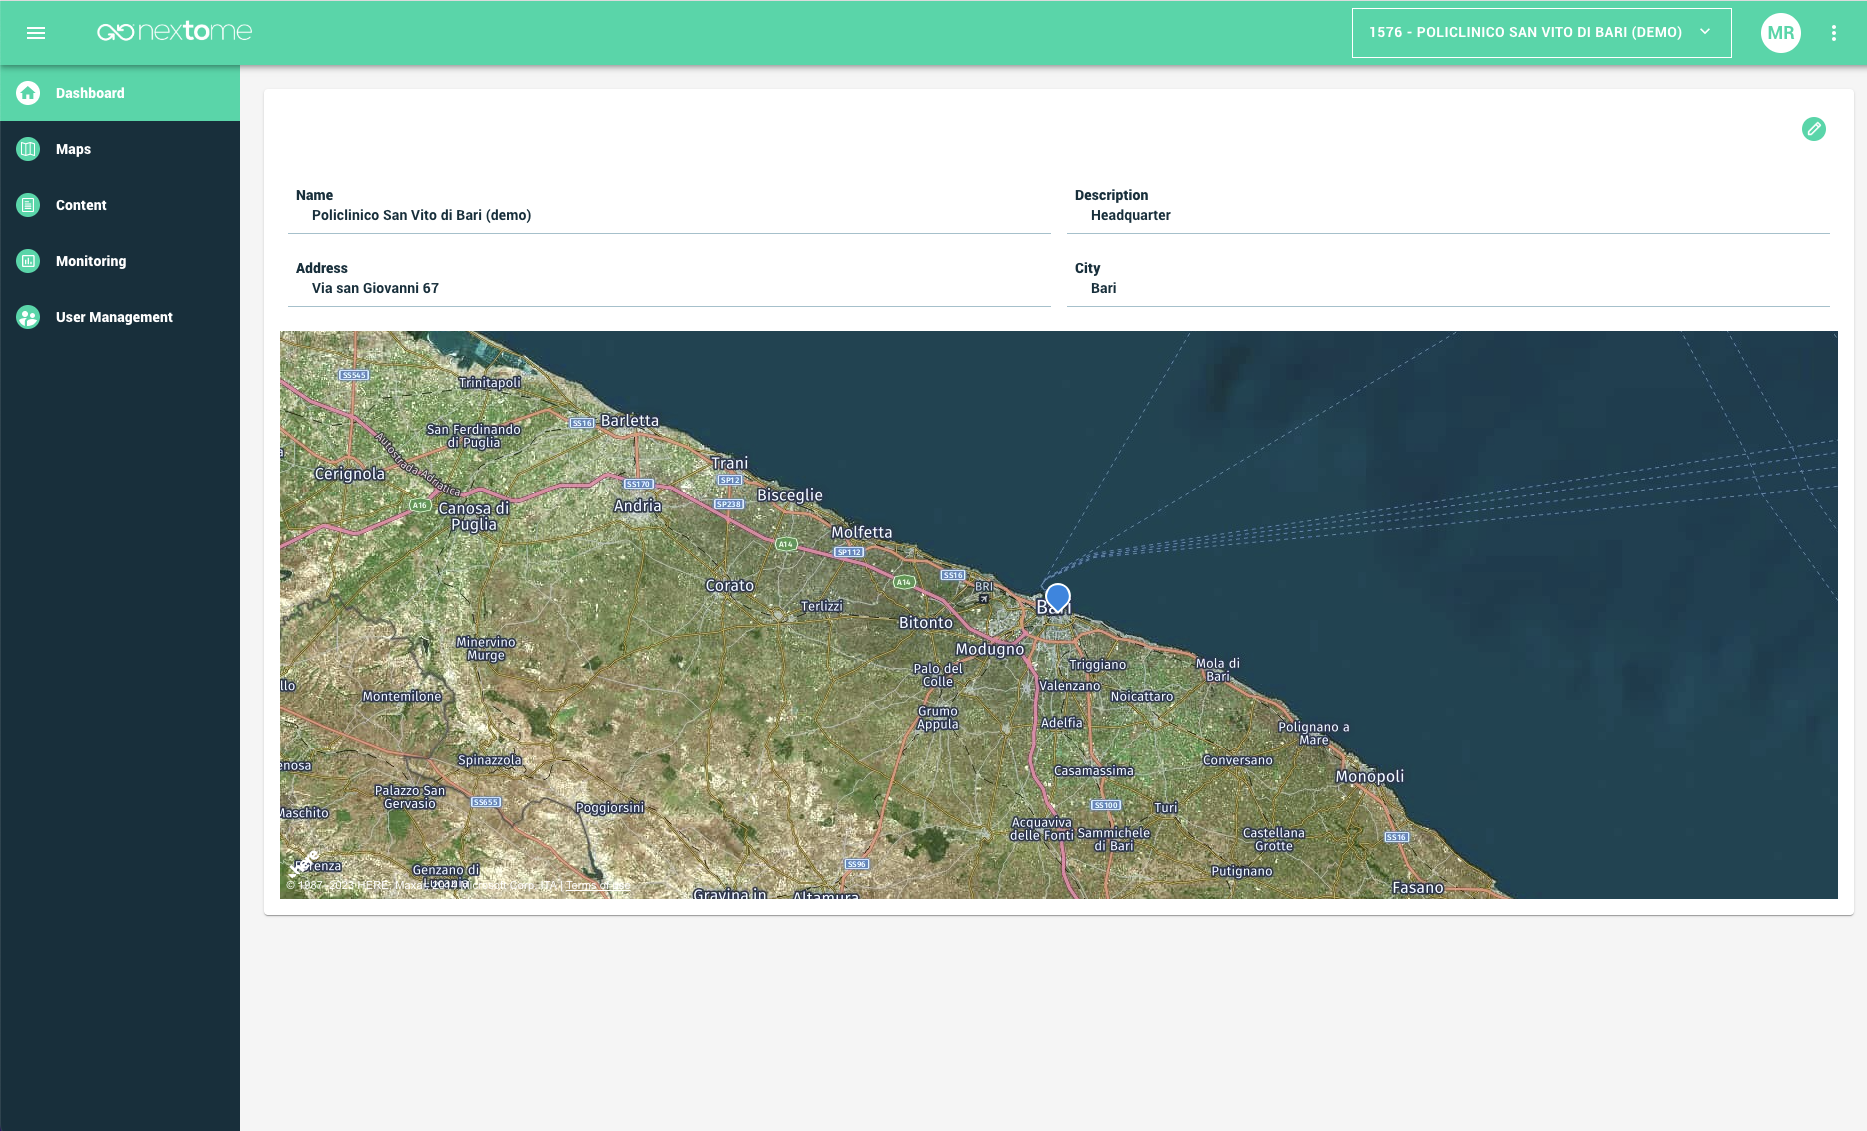 nextome
1576 - POLICLINICO SAN VITO DI BARI (DEMO)
MR
Dashboard
Maps
Content
Monitoring
User Management
Name
Policlinico San Vito di Bari (demo)
Description
Headquarter
Address
Via san Giovanni 67
City
Bari
SS545
Trinitapoli
SS16
Barletta
San Ferdinando
di Puglia
Autostrada Adriatica
Cerignola
Trani
SP12
SS170
Bisceglie
A16
Canosa di
Puglia
Andria
SP238
Molfetta
A14
SP112
SS16
A14
BRI
Corato
Terlizzi
Bari
Bitonto
Minervino
Murge
Modugno
Palo del
Colle
Triggiano
Mola di
Bari
llo
Montemilone
Valenzano
Noicattaro
Grumo
Appula
Adelfia
Polignano a
Mare
enosa
Spinazzola
Casamassima
Conversano
Monopoli
Palazzo San
Gervasio
SS655
Poggiorsini
SS100
Turi
Maschito
Acquaviva
delle Fonti
Sammichele
di Bari
Castellana
Grotte
SS16
SS96
Genzano di
Putignano
Gravina in
Altamura
Fasano
Terms of use